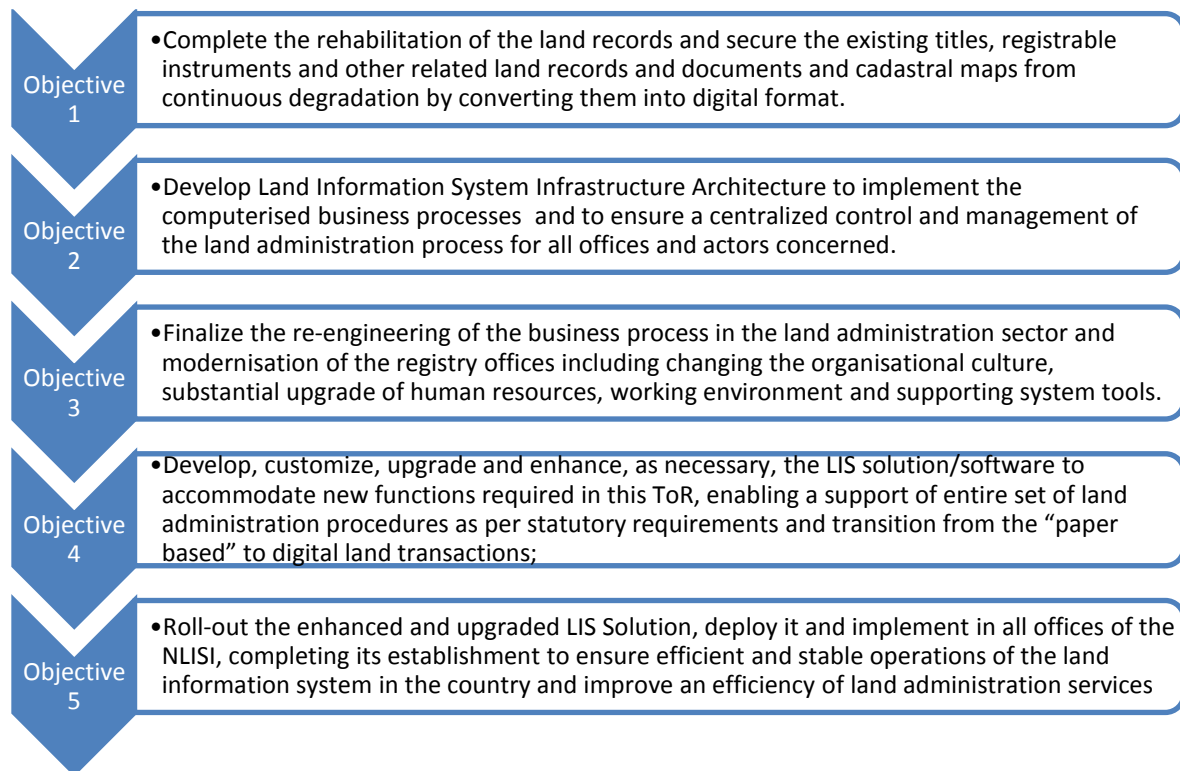 Objective
1
•Complete the rehabilitation of the land records and secure the existing titles, registrable
instruments and other related land records and documents and cadastral maps from
continuous degradation by converting them into digital format.
Objective
2
•Develop Land Information System Infrastructure Architecture to implement the
computerised business processes  and to ensure a centralized control and management of
the land administration process for all offices and actors concerned.
Objective
3
•Finalize the re-engineering of the business process in the land administration sector and
modernisation of the registry offices including changing the organisational culture,
substantial upgrade of human resources, working environment and supporting system tools.
Objective
4
•Develop, customize, upgrade and enhance, as necessary, the LIS solution/software to
accommodate new functions required in this ToR, enabling a support of entire set of land
administration procedures as per statutory requirements and transition from the “paper
based” to digital land transactions;
Objective
5
•Roll-out the enhanced and upgraded LIS Solution, deploy it and implement in all offices of the
NLISI, completing its establishment to ensure efficient and stable operations of the land
information system in the country and improve an efficiency of land administration services